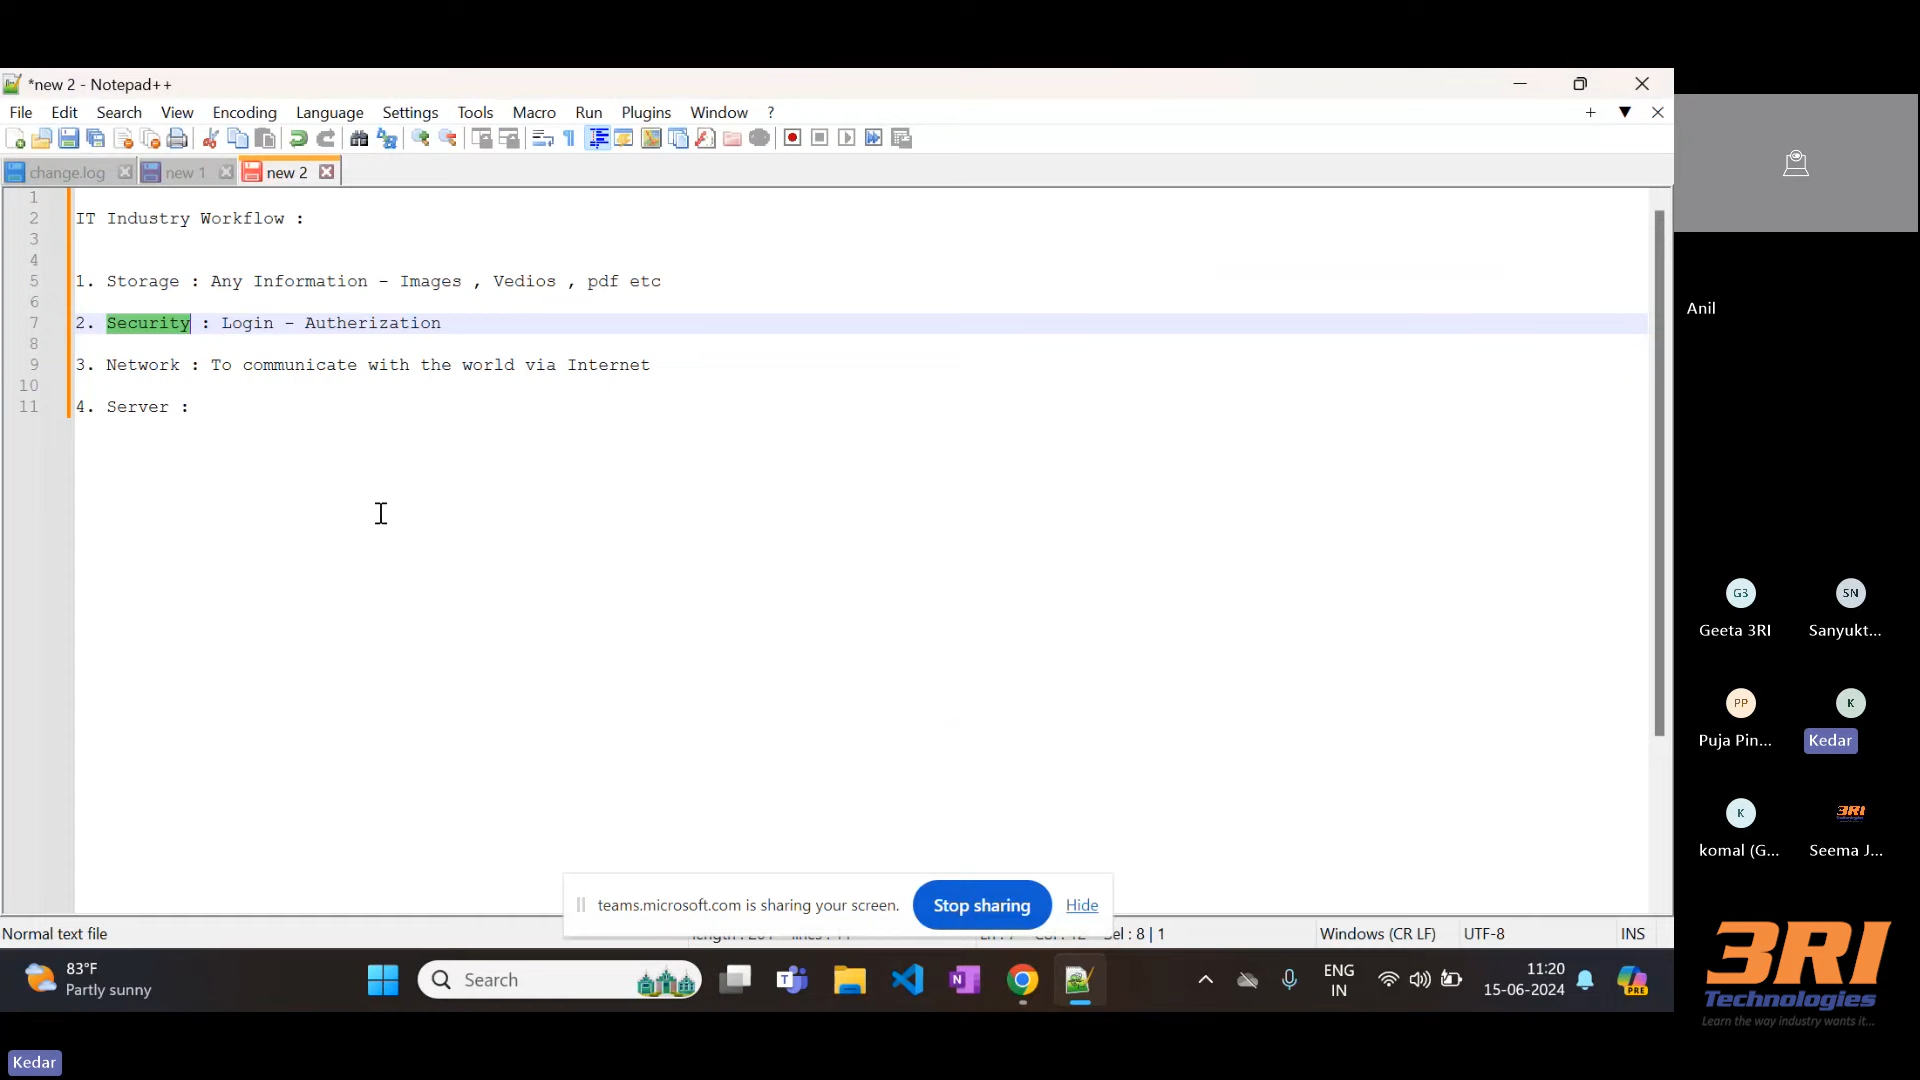 *new 2 - Notepad++
File Edit Search View Encoding Language Settings Tools Macro Run Plugins Window ?
change.log new 1 new 2
1
2 IT Industry Workflow :
3
4
5 1. Storage : Any Information - Images , Vedios , pdf etc
6
7 2. Security : Login - Autherization
8
9 3. Network : To communicate with the world via Internet
10
11 4. Server :
Anil
G3 SN
Geeta 3RI Sanyukt...
PP K
Puja Pin... Kedar
K 3RI
komal (G... Seema J...
teams.microsoft.com is sharing your screen. Stop sharing Hide
Normal text file Sel : 8 | 1 Windows (CR LF) UTF-8 INS
83°F
Partly sunny
Search
ENG
IN
11:20
15-06-2024
PRE
3RI
Technologies
Learn the way industry wants it...
Kedar